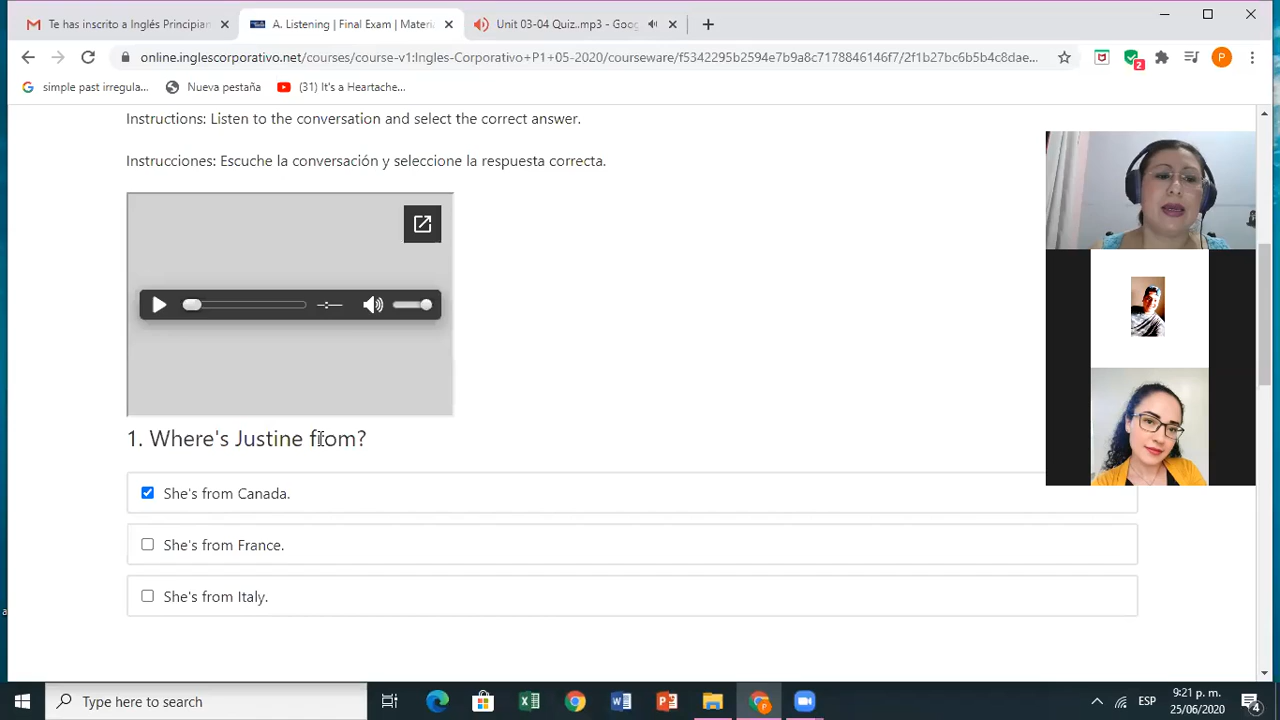 Te has inscrito a Inglés Principian
A. Listening | Final Exam | Materia
Unit 03-04 Quiz..mp3 - Goog
online.inglescorporativo.net/courses/course-v1:Ingles-Corporativo+P1+05-2020/courseware/f5342295b2594e7b9a8c7178846146f7/2f1b27bc6b5b4c8dae...
2
P
simple past irregula...
Nueva pestaña
(31) It's a Heartache...
Instructions: Listen to the conversation and select the correct answer.
Instrucciones: Escuche la conversación y seleccione la respuesta correcta.
-:--
1. Where's Justine from?
She's from Canada.
She's from France.
She's from Italy.
Type here to search
ESP
9:21 p. m.
25/06/2020
4